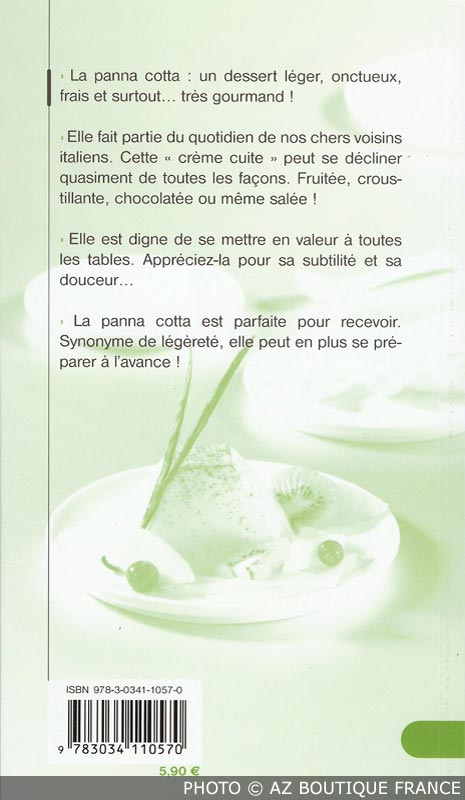 › La panna cotta : un dessert léger, onctueux,
frais et surtout… très gourmand !
› Elle fait partie du quotidien de nos chers voisins
italiens. Cette « crème cuite » peut se décliner
quasiment de toutes les façons. Fruitée, crous-
tillante, chocolatée ou même salée !
› Elle est digne de se mettre en valeur à toutes
les tables. Appréciez-la pour sa subtilité et sa
douceur…
› La panna cotta est parfaite pour recevoir.
Synonyme de légèreté, elle peut en plus se pré-
parer à l’avance !
ISBN 978-3-0341-1057-0
9 783034 110570
5,90 €
PHOTO © AZ BOUTIQUE FRANCE